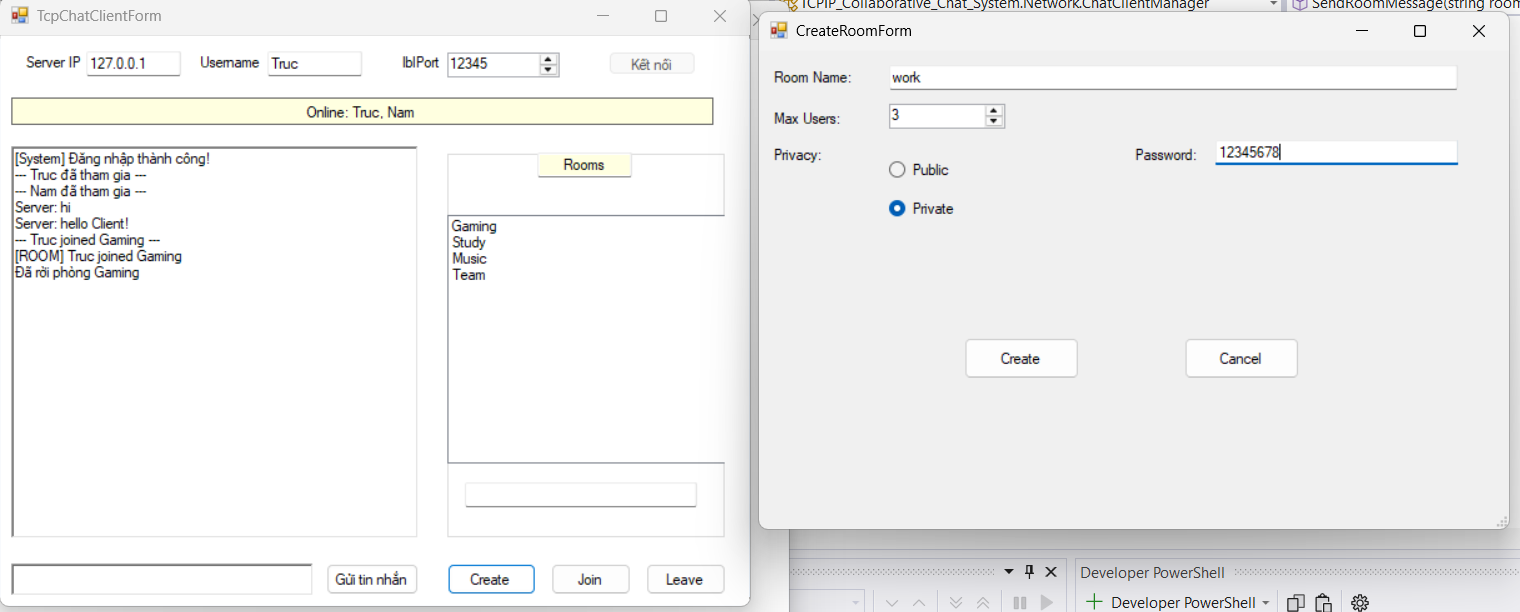 TcpChatClientForm
Server IP 127.0.0.1 Username Truc lblPort 12345 Kết nối
Online: Truc, Nam
[System] Đăng nhập thành công!
--- Truc đã tham gia ---
--- Nam đã tham gia ---
Server: hi
Server: hello Client!
--- Truc joined Gaming ---
[ROOM] Truc joined Gaming
Đã rời phòng Gaming
Rooms
Gaming
Study
Music
Team
Gửi tin nhắn Create Join Leave
TCPIP_Collaborative_Chat_System.Network.ChatClientManager
CreateRoomForm
Room Name: work
Max Users: 3
Privacy:
Public
Private
Password: 12345678
Create Cancel
Developer PowerShell
Developer PowerShell